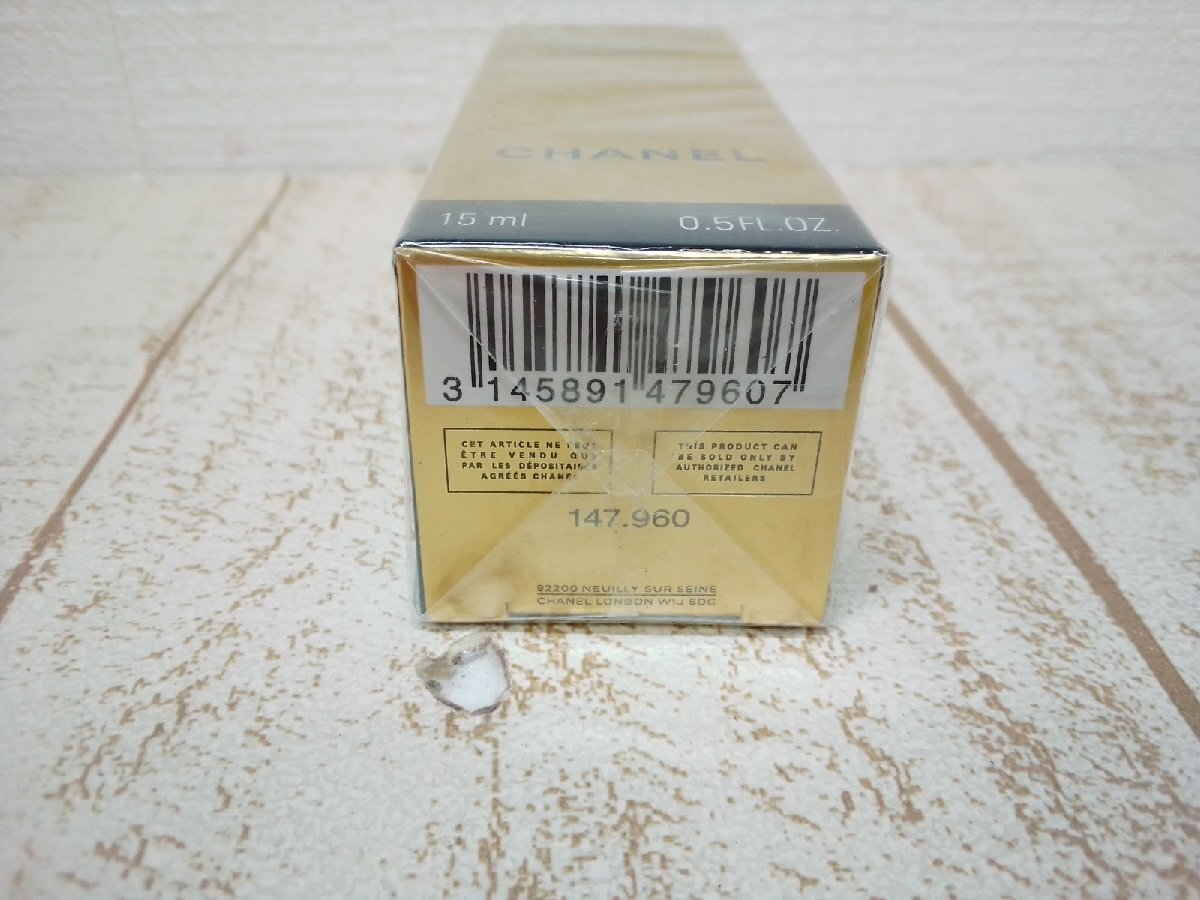 CHANEL
15 ml 0.5FL.OZ.
3 145891 479607
CET ARTICLE NE PEUT
ÊTRE VENDU QUE
PAR LES DÉPOSITAIRES
AGRÉÉS CHANEL
THIS PRODUCT CAN
BE SOLD ONLY BY
AUTHORIZED CHANEL
RETAILERS
147.960
92200 NEUILLY SUR SEINE
CHANEL LONDON W1J 6DG